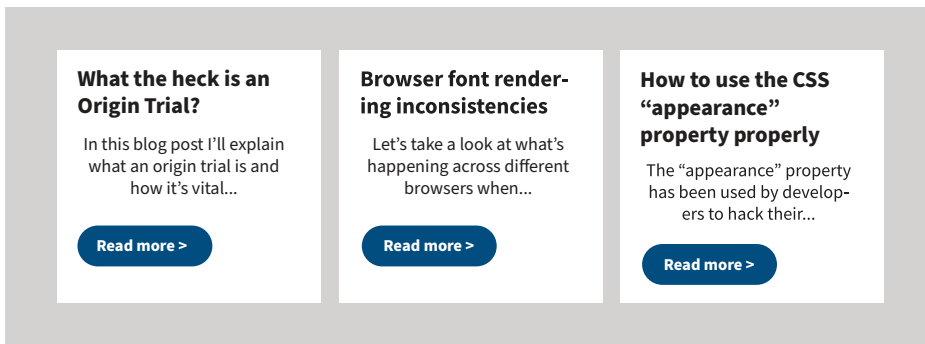 What the heck is an
Origin Trial?
In this blog post I’ll explain
what an origin trial is and
how it’s vital...
Read more >
Browser font render-
ing inconsistencies
Let’s take a look at what’s
happening across different
browsers when...
Read more >
How to use the CSS
“appearance”
property properly
The “appearance” property
has been used by develop-
ers to hack their...
Read more >